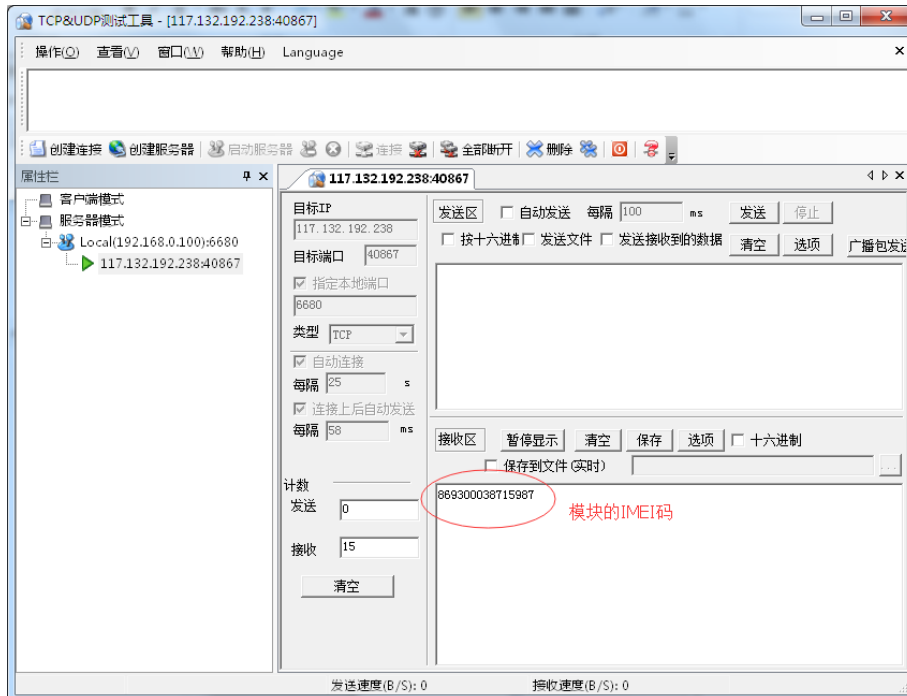 TCP&UDP测试工具 - [117.132.192.238:40867]
操作(O) 查看(V) 窗口(W) 帮助(H) Language
创建连接 创建服务器 启动服务器 连接 全部断开 删除
属性栏
客户端模式
服务器模式
Local(192.168.0.100):6680
117.132.192.238:40867
117.132.192.238:40867
目标IP
117.132.192.238
目标端口 40867
指定本地端口
6680
类型 TCP
自动连接
每隔 25 s
连接上后自动发送
每隔 58 ms
计数
发送 0
接收 15
清空
发送区 自动发送 每隔 100 ms 发送 停止
按十六进制 发送文件 发送接收到的数据 清空 选项 广播包发送
接收区 暂停显示 清空 保存 选项 十六进制
保存到文件(实时) ...
869300038715987
模块的IMEI码
发送速度(B/S): 0 接收速度(B/S): 0